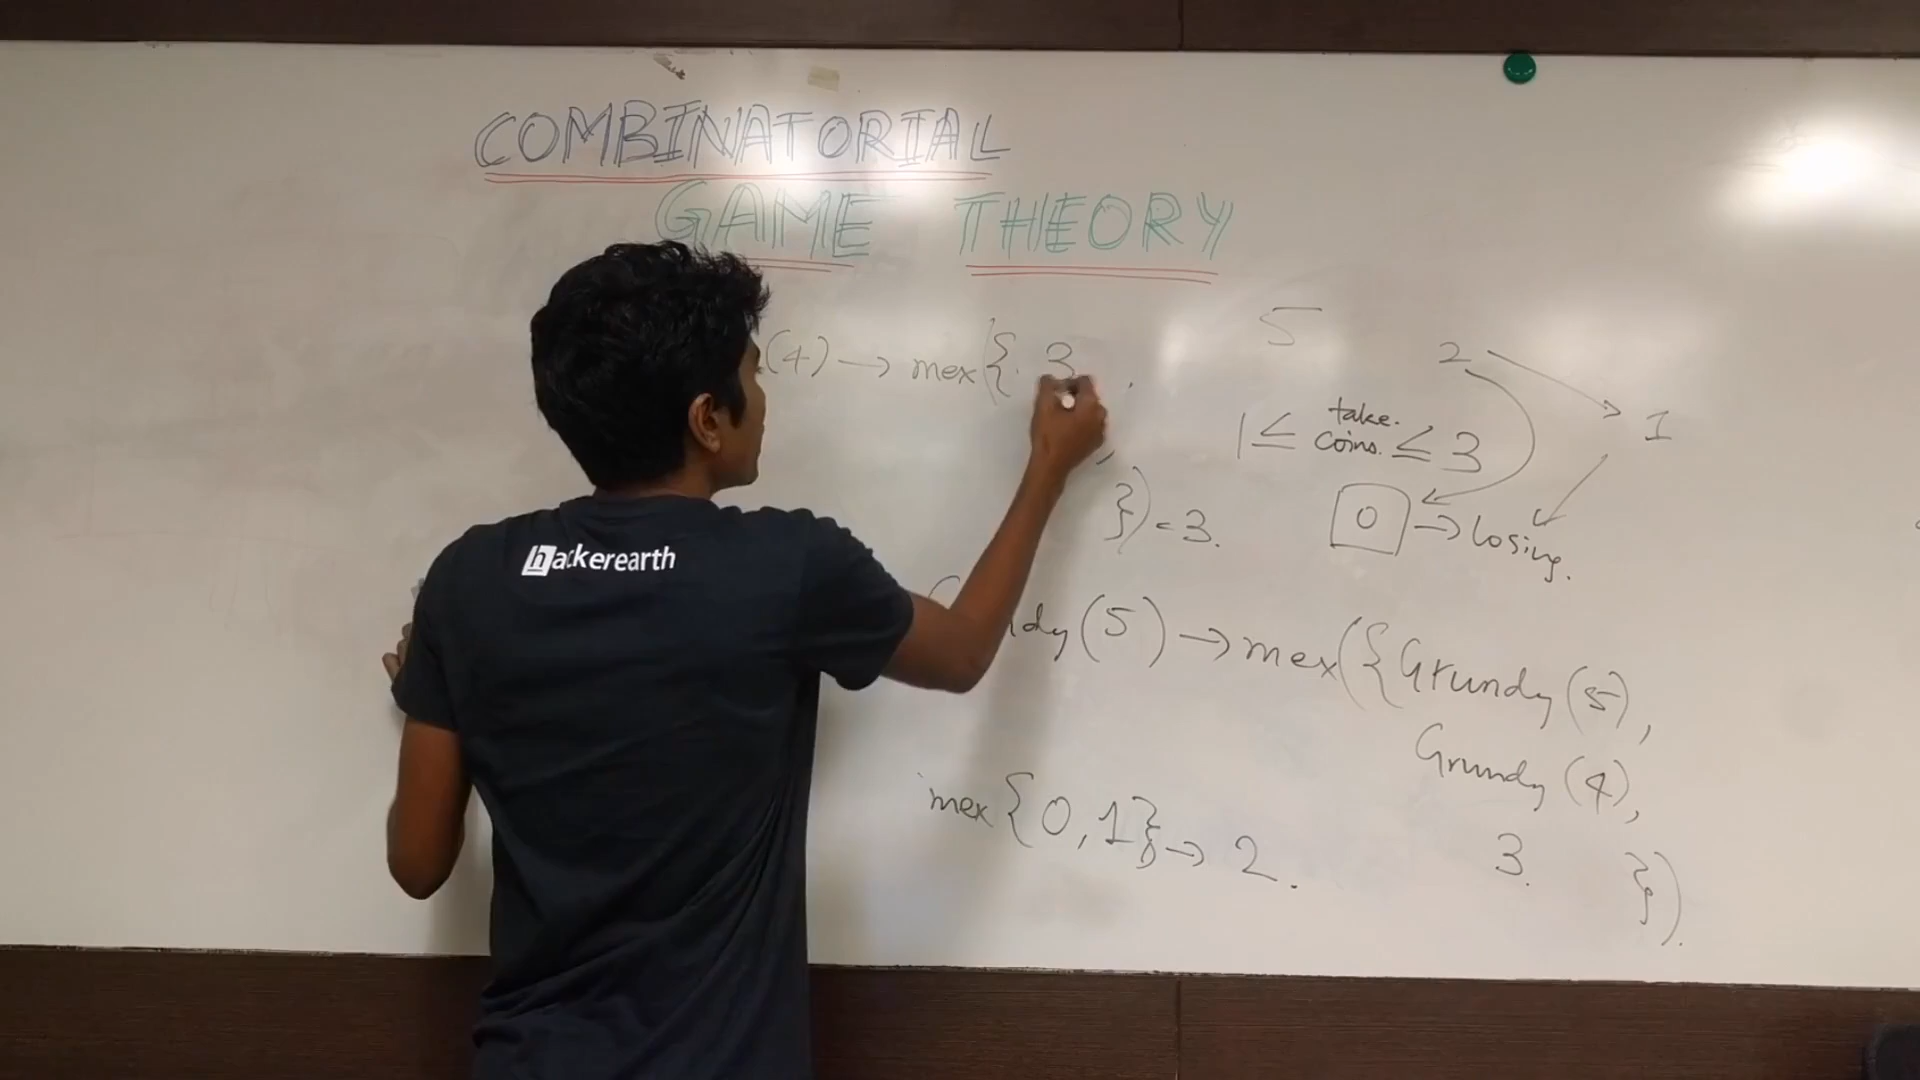 COMBINATORIAL
GAME THEORY
(4) → mex({ 3
}) = 3.
5
2
1
1 ≤ take coins. ≤ 3
0 → losing.
ndy (5) → mex({Grundy (5),
Grundy (4),
3.
}).
mex {0,1} → 2.
hackerearth